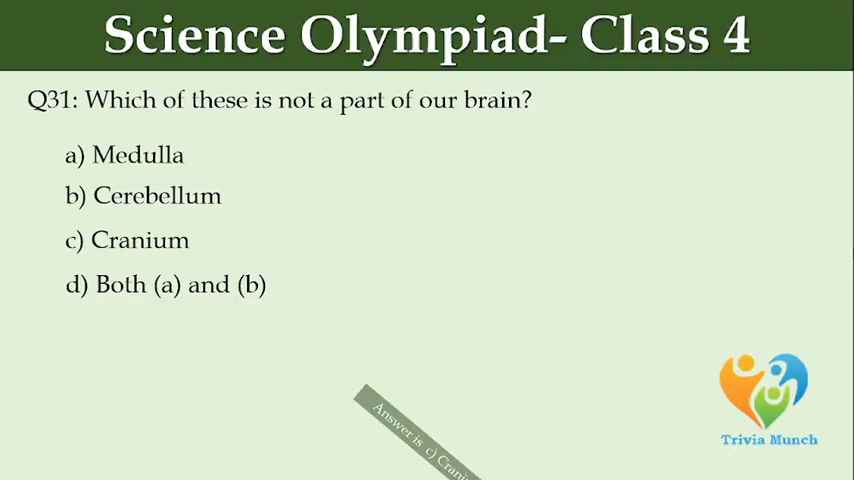 Science Olympiad- Class 4
Q31: Which of these is not a part of our brain?
a) Medulla
b) Cerebellum
c) Cranium
d) Both (a) and (b)
Trivia Munch
Answer is c)